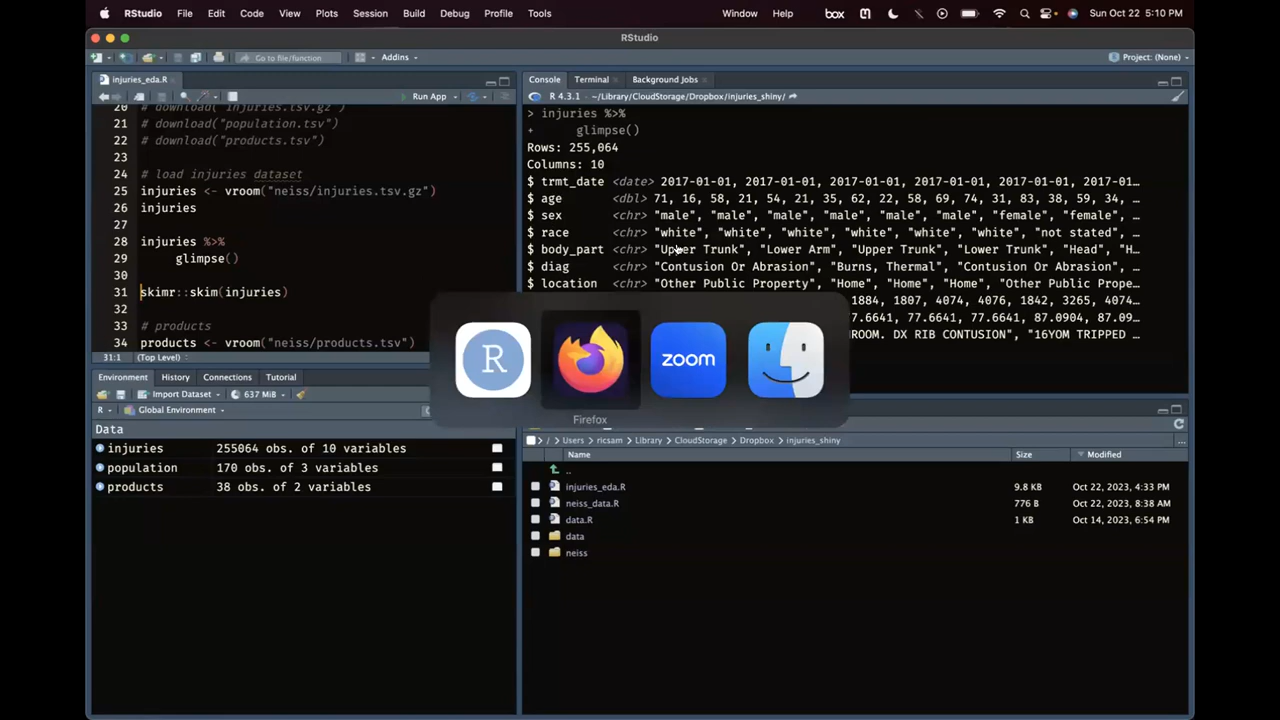 RStudio File Edit Code View Plots Session Build Debug Profile Tools Window Help box Sun Oct 22 5:10 PM
RStudio
Go to file/function Addins Project: (None)
injuries_eda.R
Run App
20 # download("injuries.tsv.gz")
21 # download("population.tsv")
22 # download("products.tsv")
23
24 # load injuries dataset
25 injuries <- vroom("neiss/injuries.tsv.gz")
26 injuries
27
28 injuries %>%
29 glimpse()
30
31 skimr::skim(injuries)
32
33 # products
34 products <- vroom("neiss/products.tsv")
31:1 (Top Level)
Console Terminal Background Jobs
R 4.3.1 · ~/Library/CloudStorage/Dropbox/injuries_shiny/
> injuries %>%
+ glimpse()
Rows: 255,064
Columns: 10
$ trmt_date <date> 2017-01-01, 2017-01-01, 2017-01-01, 2017-01-01, 2017-01…
$ age <dbl> 71, 16, 58, 21, 54, 21, 35, 62, 22, 58, 69, 74, 31, 83, 38, 59, 34, …
$ sex <chr> "male", "male", "male", "male", "male", "male", "female", "female", …
$ race <chr> "white", "white", "white", "white", "white", "white", "not stated", …
$ body_part <chr> "Upper Trunk", "Lower Arm", "Upper Trunk", "Lower Trunk", "Head", "H…
$ diag <chr> "Contusion Or Abrasion", "Burns, Thermal", "Contusion Or Abrasion", …
$ location <chr> "Other Public Property", "Home", "Home", "Home", "Other Public Prope…
1884, 1807, 4074, 4076, 1842, 3265, 4074…
77.6641, 77.6641, 77.6641, 87.0904, 87.09…
ROOM. DX RIB CONTUSION", "16YOM TRIPPED …
R
zoom
Firefox
Environment History Connections Tutorial
Import Dataset 637 MiB
R Global Environment
Data
injuries 255064 obs. of 10 variables
population 170 obs. of 3 variables
products 38 obs. of 2 variables
/ Users ricsam Library CloudStorage Dropbox injuries_shiny ...
Name Size Modified
..
injuries_eda.R 9.8 KB Oct 22, 2023, 4:33 PM
neiss_data.R 776 B Oct 22, 2023, 8:38 AM
data.R 1 KB Oct 14, 2023, 6:54 PM
data
neiss